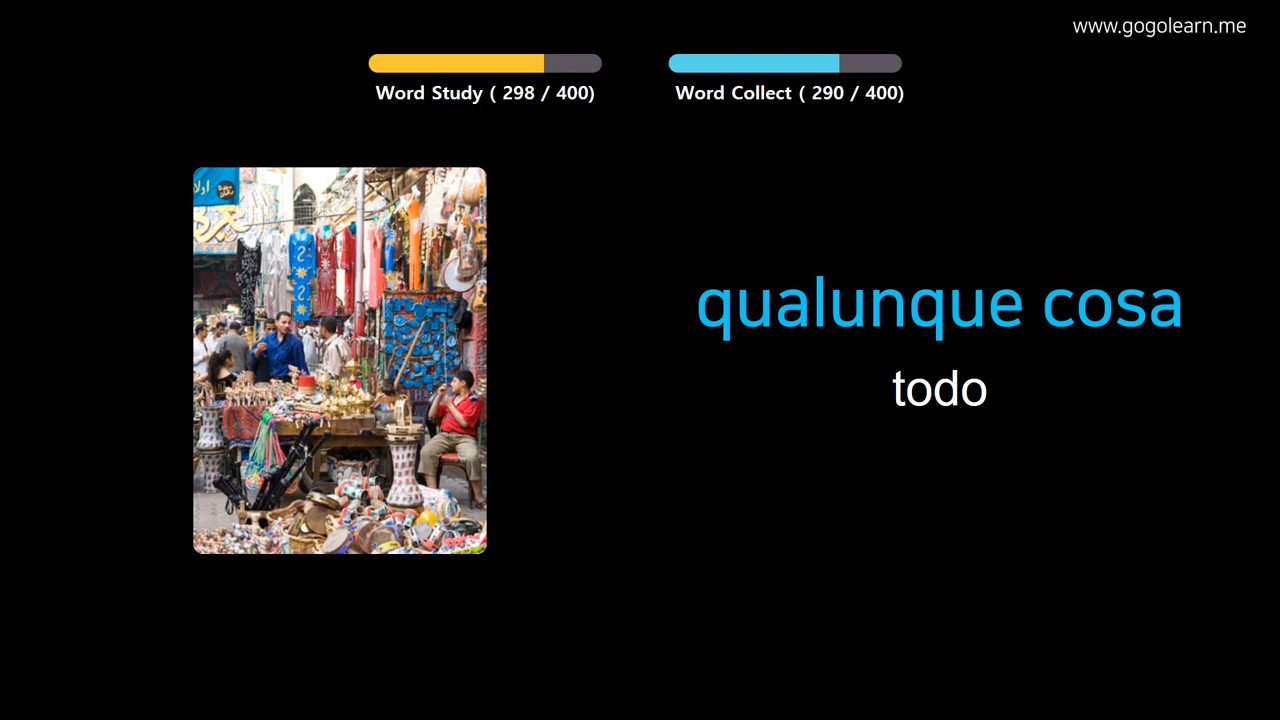 www.gogolearn.me
Word Study ( 298 / 400)
Word Collect ( 290 / 400)
qualunque cosa
todo